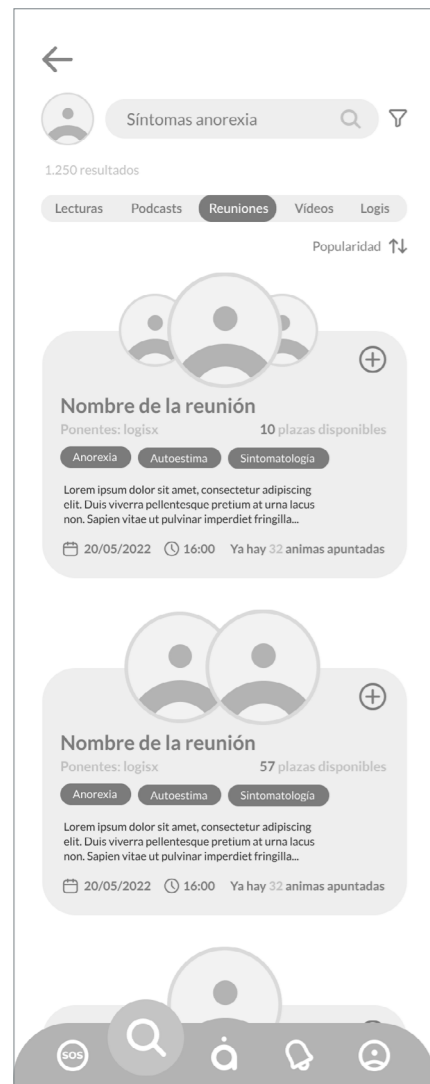 Síntomas anorexia
1.250 resultados
Lecturas Podcasts Reuniones Vídeos Logis
Popularidad
Nombre de la reunión
Ponentes: logisx 10 plazas disponibles
Anorexia Autoestima Sintomatología
Lorem ipsum dolor sit amet, consectetur adipiscing
elit. Duis viverra pellentesque pretium at urna lacus
non. Sapien vitae ut pulvinar imperdiet fringilla...
20/05/2022 16:00 Ya hay 32 animas apuntadas
Nombre de la reunión
Ponentes: logisx 57 plazas disponibles
Anorexia Autoestima Sintomatología
Lorem ipsum dolor sit amet, consectetur adipiscing
elit. Duis viverra pellentesque pretium at urna lacus
non. Sapien vitae ut pulvinar imperdiet fringilla...
20/05/2022 16:00 Ya hay 32 animas apuntadas
SOS ȧ